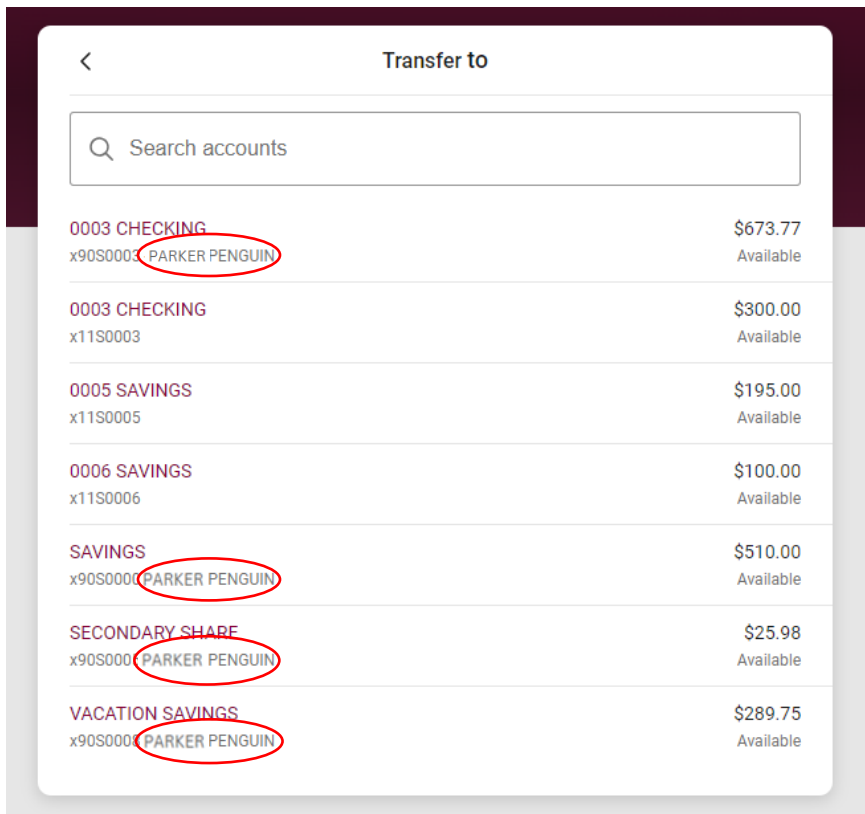 Transfer to
Search accounts
0003 CHECKING $673.77
x90S0003 PARKER PENGUIN Available
0003 CHECKING $300.00
x11S0003 Available
0005 SAVINGS $195.00
x11S0005 Available
0006 SAVINGS $100.00
x11S0006 Available
SAVINGS $510.00
x90S0000 PARKER PENGUIN Available
SECONDARY SHARE $25.98
PARKER PENGUIN Available
VACATION SAVINGS $289.75
x90S0008 PARKER PENGUIN Available